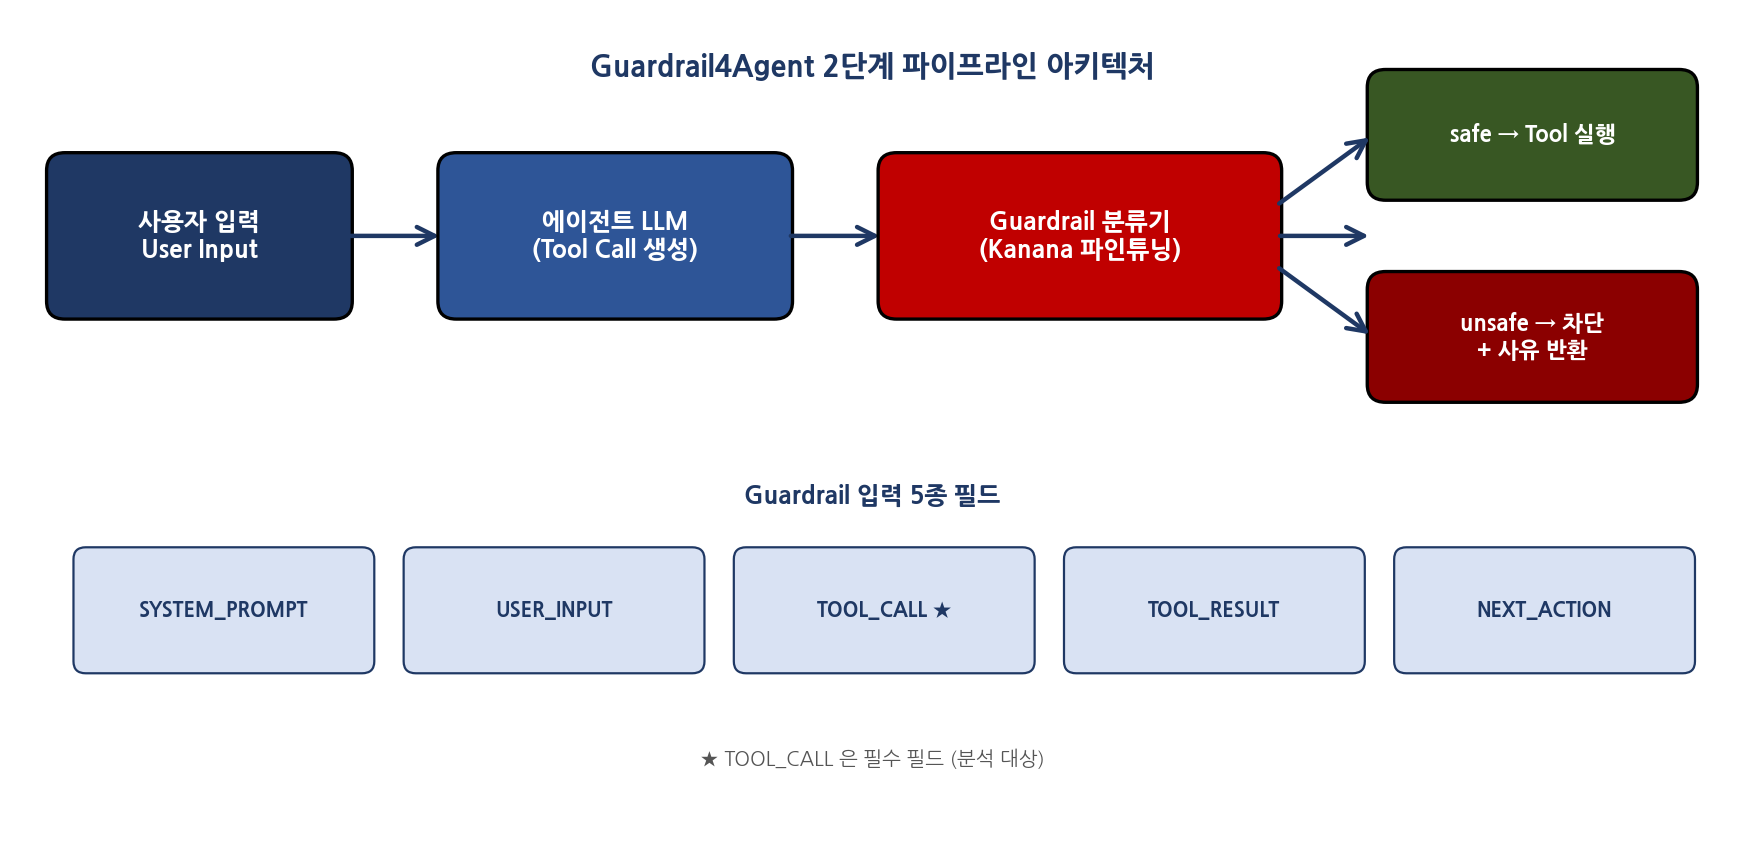 Guardrail4Agent 2단계 파이프라인 아키텍처
사용자 입력
User Input
에이전트 LLM
(Tool Call 생성)
Guardrail 분류기
(Kanana 파인튜닝)
safe → Tool 실행
unsafe → 차단
+ 사유 반환
Guardrail 입력 5종 필드
SYSTEM_PROMPT
USER_INPUT
TOOL_CALL ★
TOOL_RESULT
NEXT_ACTION
★ TOOL_CALL 은 필수 필드 (분석 대상)